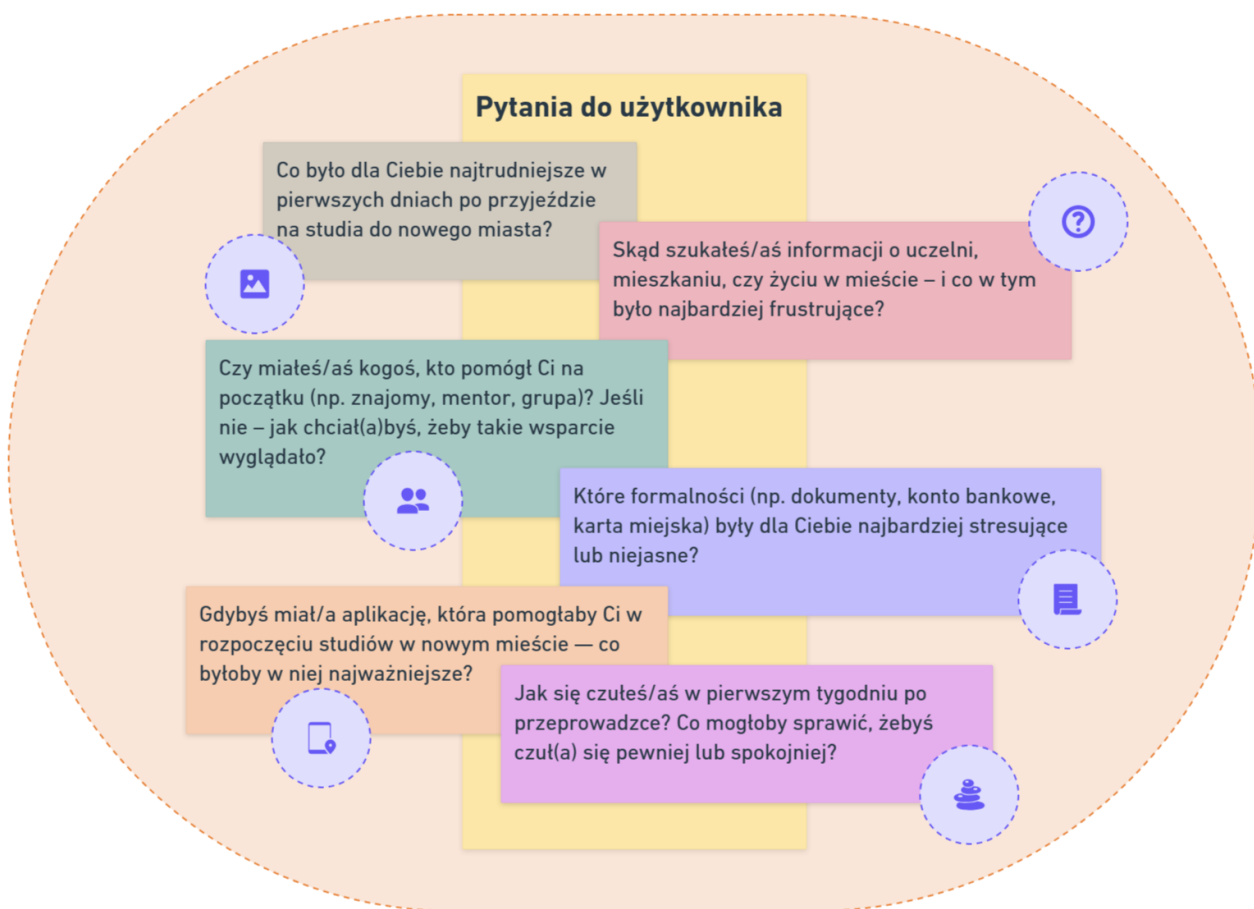 Pytania do użytkownika
Co było dla Ciebie najtrudniejsze w
pierwszych dniach po przyjeździe
na studia do nowego miasta?
Skąd szukałeś/aś informacji o uczelni,
mieszkaniu, czy życiu w mieście – i co w tym
było najbardziej frustrujące?
Czy miałeś/aś kogoś, kto pomógł Ci na
początku (np. znajomy, mentor, grupa)? Jeśli
nie – jak chciał(a)byś, żeby takie wsparcie
wyglądało?
Które formalności (np. dokumenty, konto bankowe,
karta miejska) były dla Ciebie najbardziej stresujące
lub niejasne?
Gdybyś miał/a aplikację, która pomogłaby Ci w
rozpoczęciu studiów w nowym mieście — co
byłoby w niej najważniejsze?
Jak się czułeś/aś w pierwszym tygodniu po
przeprowadzce? Co mogłoby sprawić, żebyś
czuł(a) się pewniej lub spokojniej?